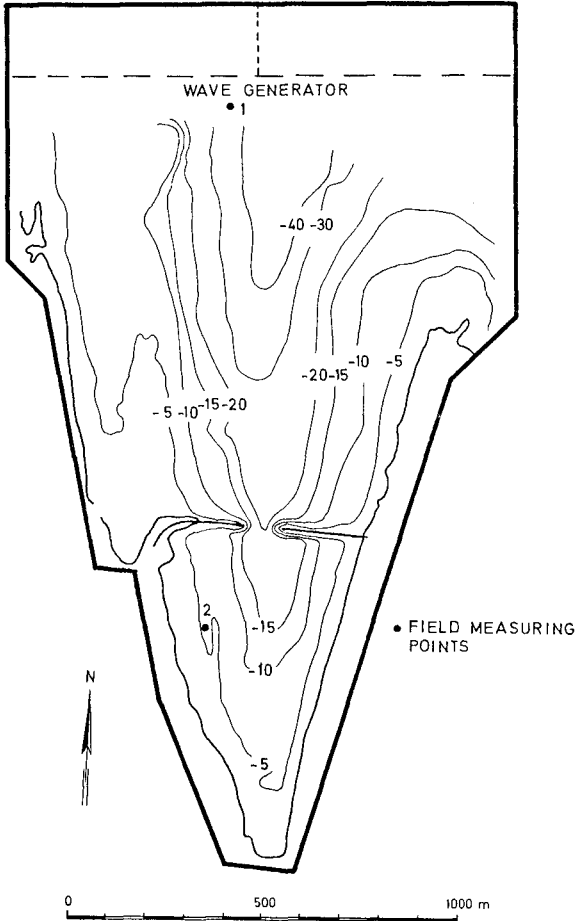 WAVE GENERATOR
1
-40 -30
-10
-20 -15 -5
-5 -10 -15 -20
2
-15
• FIELD MEASURING
POINTS
-10
N
-5
0 500 1000 m